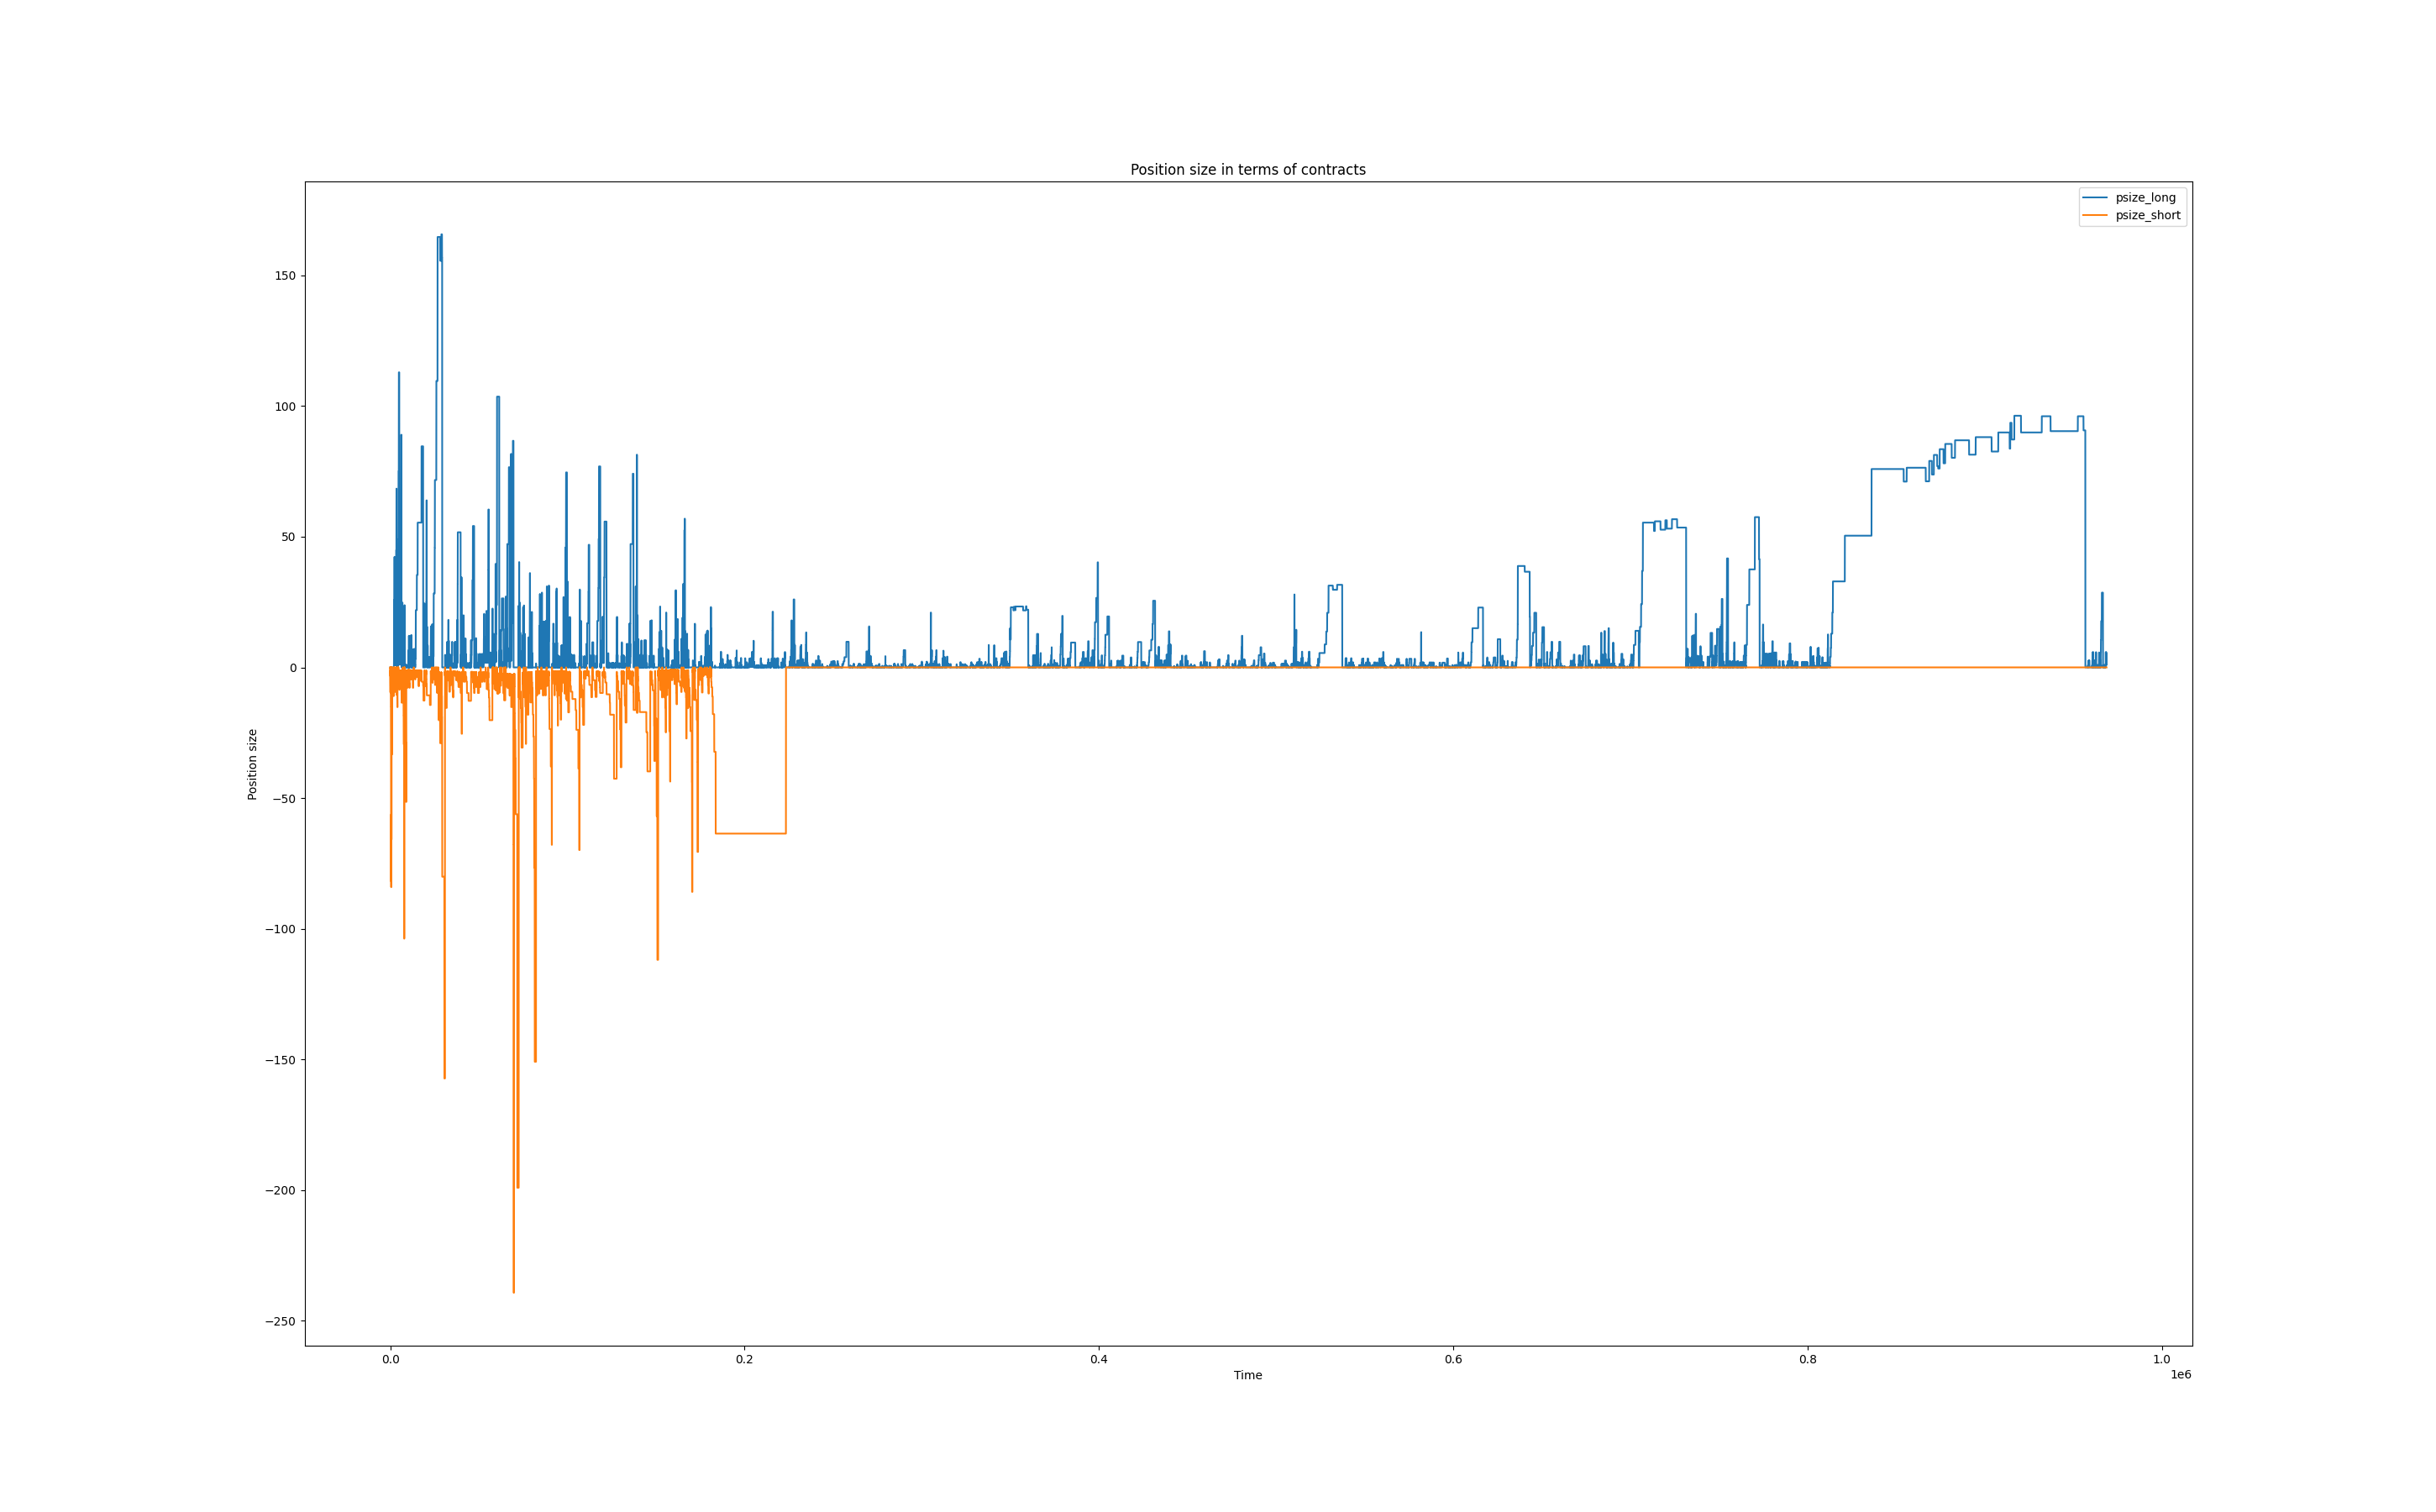 Position size in terms of contracts
psize_long
psize_short
Position size
150
100
50
0
−50
−100
−150
−200
−250
0.0
0.2
0.4
0.6
0.8
1.0
1e6
Time